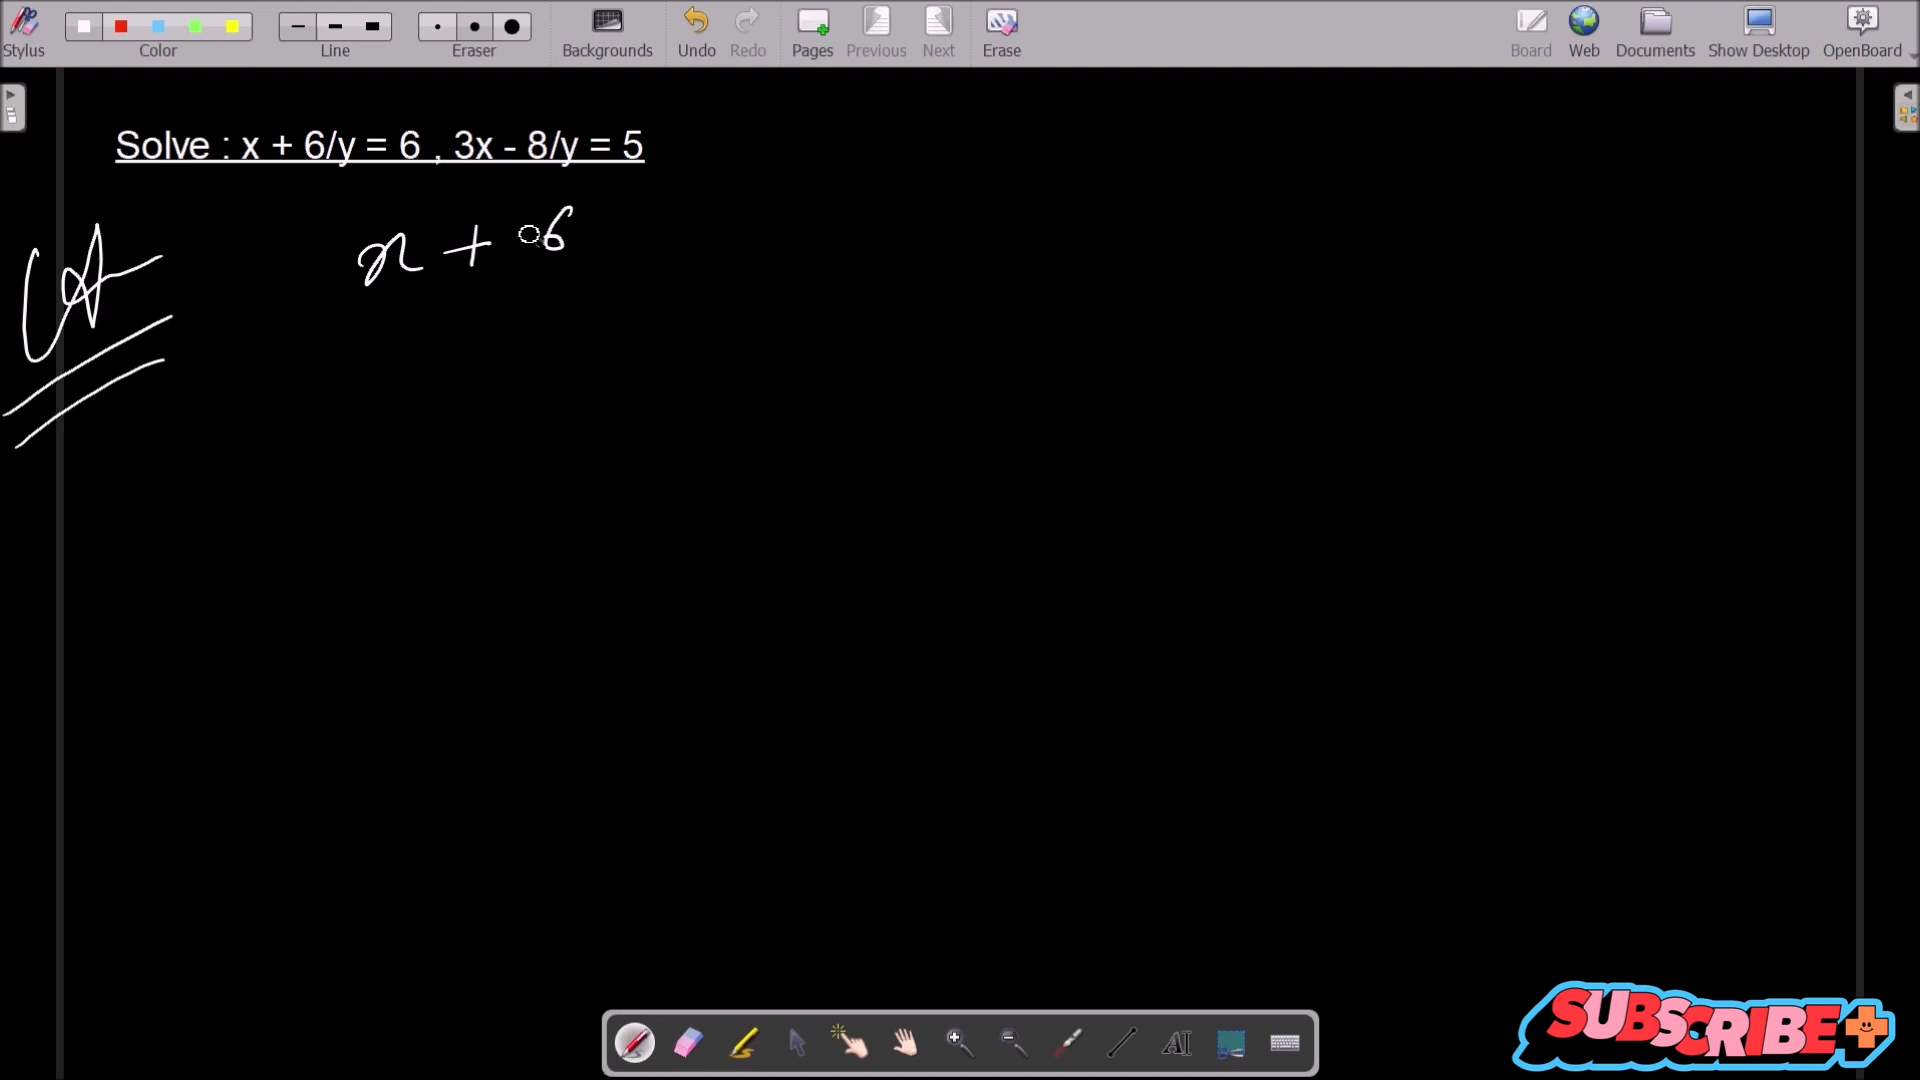 Stylus Color Line Eraser Backgrounds Undo Redo Pages Previous Next Erase Board Web Documents Show Desktop OpenBoard
Solve : x + 6/y = 6 , 3x - 8/y = 5
x + 6
AI
SUBSCRIBE